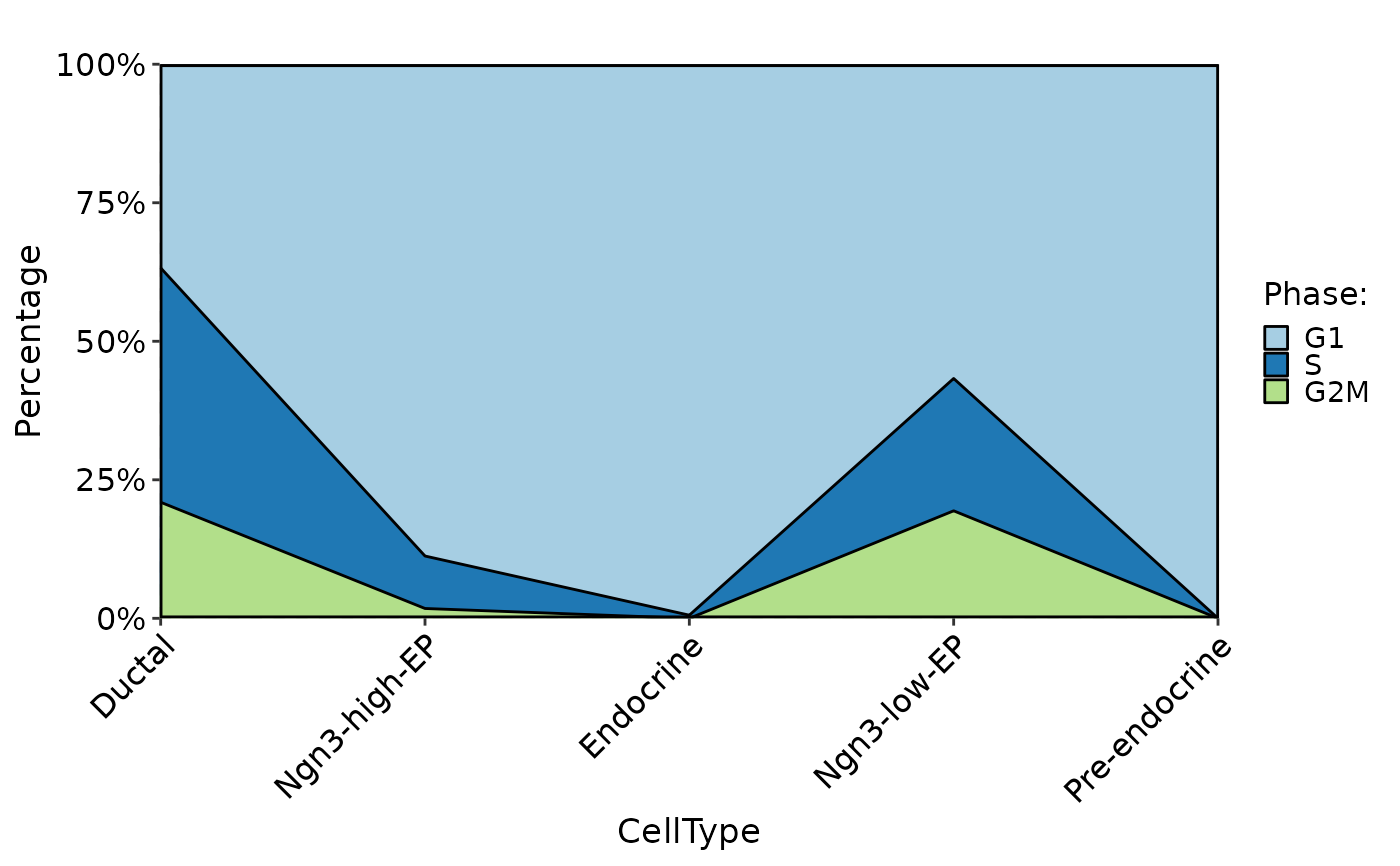 100%
75%
50%
25%
0%
Percentage
Ductal
Ngn3-high-EP
Endocrine
Ngn3-low-EP
Pre-endocrine
CellType
Phase:
G1
S
G2M